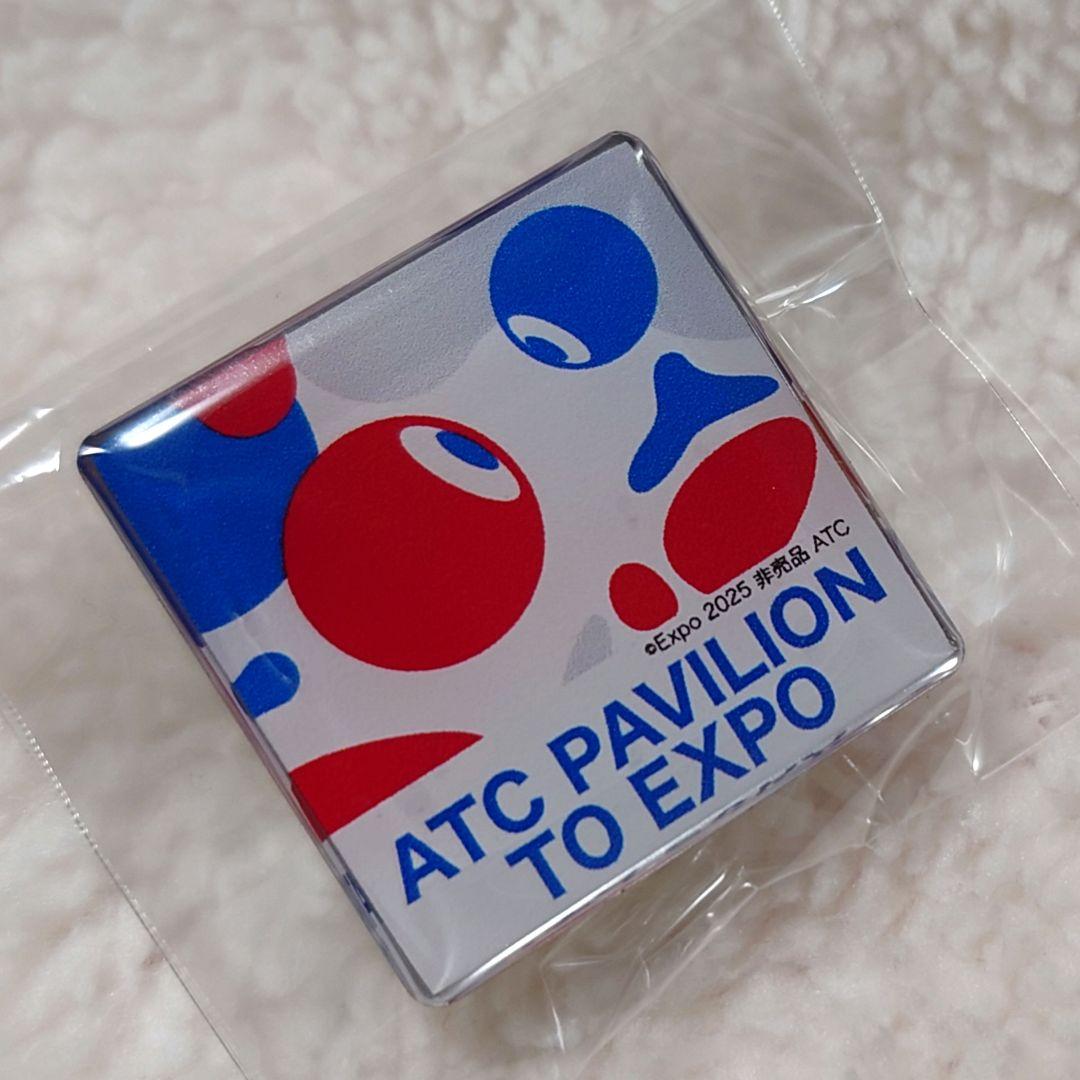 ©Expo 2025 非売品 ATC
ATC PAVILION
TO EXPO